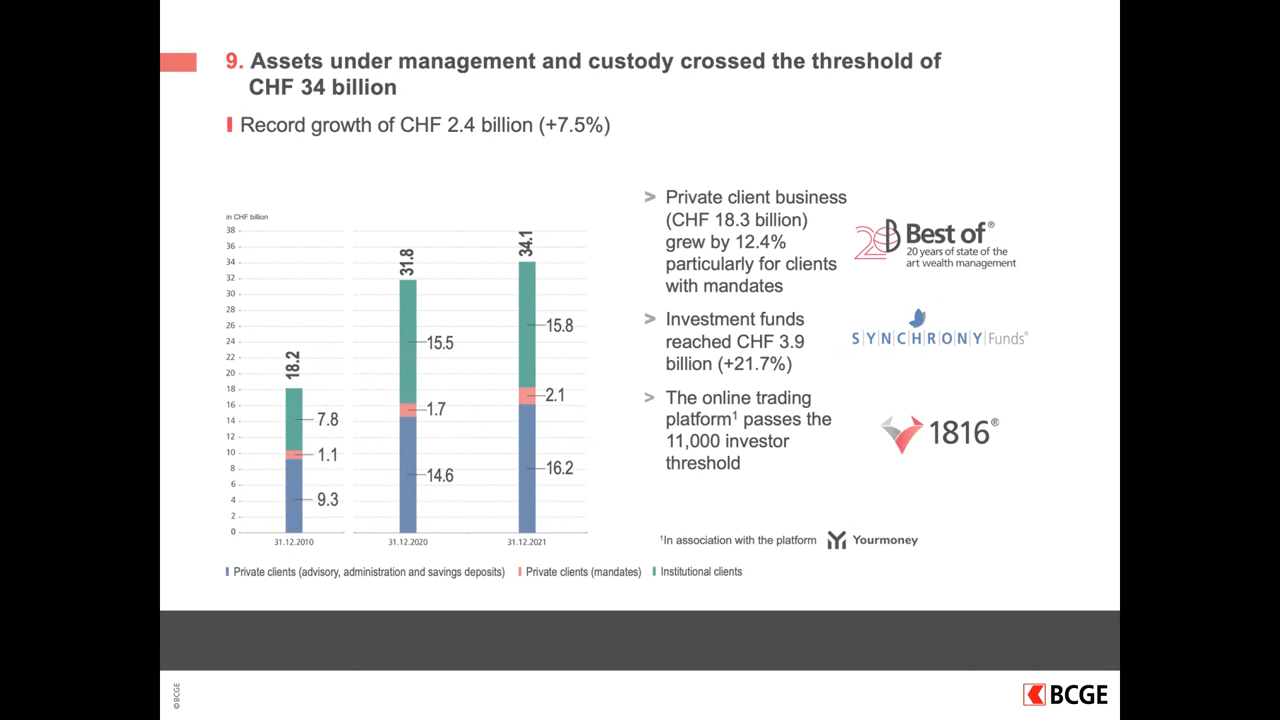 9. Assets under management and custody crossed the threshold of
CHF 34 billion
Record growth of CHF 2.4 billion (+7.5%)
in CHF billion
38
36
34
32
30
28
26
24
22
20
18
16
14
12
10
8
6
4
2
0
18.2
7.8
1.1
9.3
31.12.2010
31.8
15.5
1.7
14.6
31.12.2020
34.1
15.8
2.1
16.2
31.12.2021
Private clients (advisory, administration and savings deposits)
Private clients (mandates)
Institutional clients
> Private client business
(CHF 18.3 billion)
grew by 12.4%
particularly for clients
with mandates
> Investment funds
reached CHF 3.9
billion (+21.7%)
> The online trading
platform¹ passes the
11,000 investor
threshold
20 Best of®
20 years of state of the
art wealth management
S|Y|N|C|H|R|O|N|Y|Funds®
1816®
¹In association with the platform
Yourmoney
©BCGE
BCGE